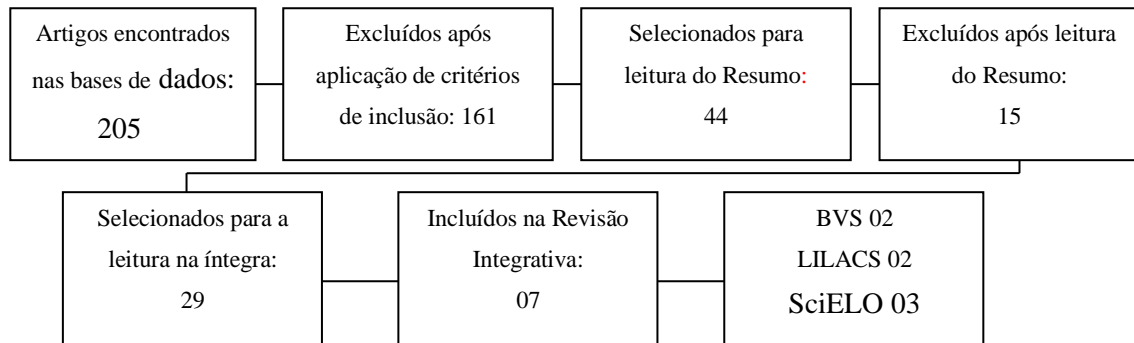 Artigos encontrados
nas bases de dados:
205
Excluídos após
aplicação de critérios
de inclusão: 161
Selecionados para
leitura do Resumo:
44
Excluídos após leitura
do Resumo:
15
Selecionados para a
leitura na íntegra:
29
Incluídos na Revisão
Integrativa:
07
BVS 02
LILACS 02
SciELO 03